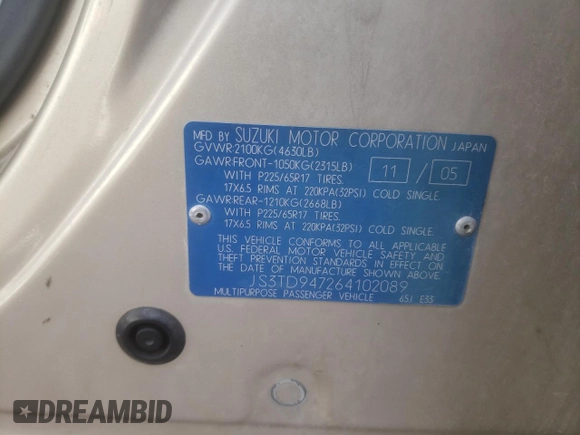 MFD BY SUZUKI MOTOR CORPORATION JAPAN
GVWR:2100KG(4630LB)
GAWR:FRONT-1050KG(2315LB) 11 / 05
WITH P225/65R17 TIRES.
17X6.5 RIMS AT 220KPA(32PSI) COLD SINGLE.
GAWR:REAR-1210KG(2668LB)
WITH P225/65R17 TIRES.
17X6.5 RIMS AT 220KPA(32PSI) COLD SINGLE.
THIS VEHICLE CONFORMS TO ALL APPLICABLE
U.S. FEDERAL MOTOR VEHICLE SAFETY AND
THEFT PREVENTION STANDARDS IN EFFECT ON
THE DATE OF MANUFACTURE SHOWN ABOVE.
JS3TD947264102089
MULTIPURPOSE PASSENGER VEHICLE 65J E33
DREAMBID